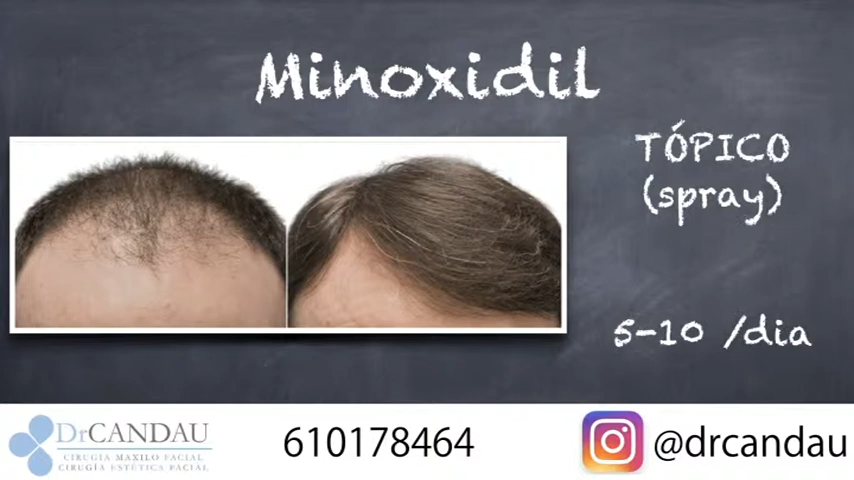 Minoxidil
TÓPICO
(spray)
5-10 /dia
DrCANDAU
CIRUGÍA MAXILO FACIAL
CIRUGÍA ESTÉTICA FACIAL
610178464
@drcandau